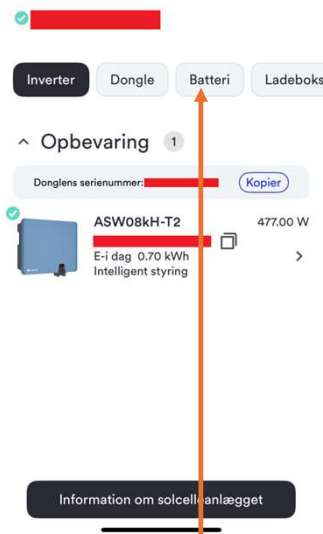 Inverter Dongle Batteri Ladeboks
Opbevaring 1
Donglens serienummer: Kopier
ASW08kH-T2 477.00 W
E-i dag 0.70 kWh
Intelligent styring
Information om solcelleanlægget